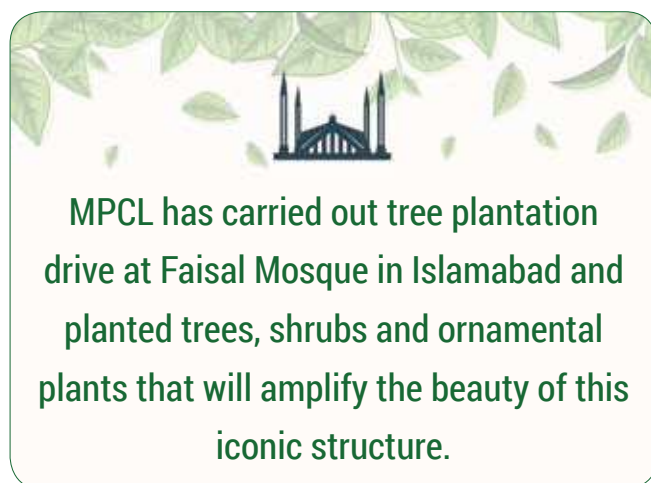 MPCL has carried out tree plantation
drive at Faisal Mosque in Islamabad and
planted trees, shrubs and ornamental
plants that will amplify the beauty of this
iconic structure.